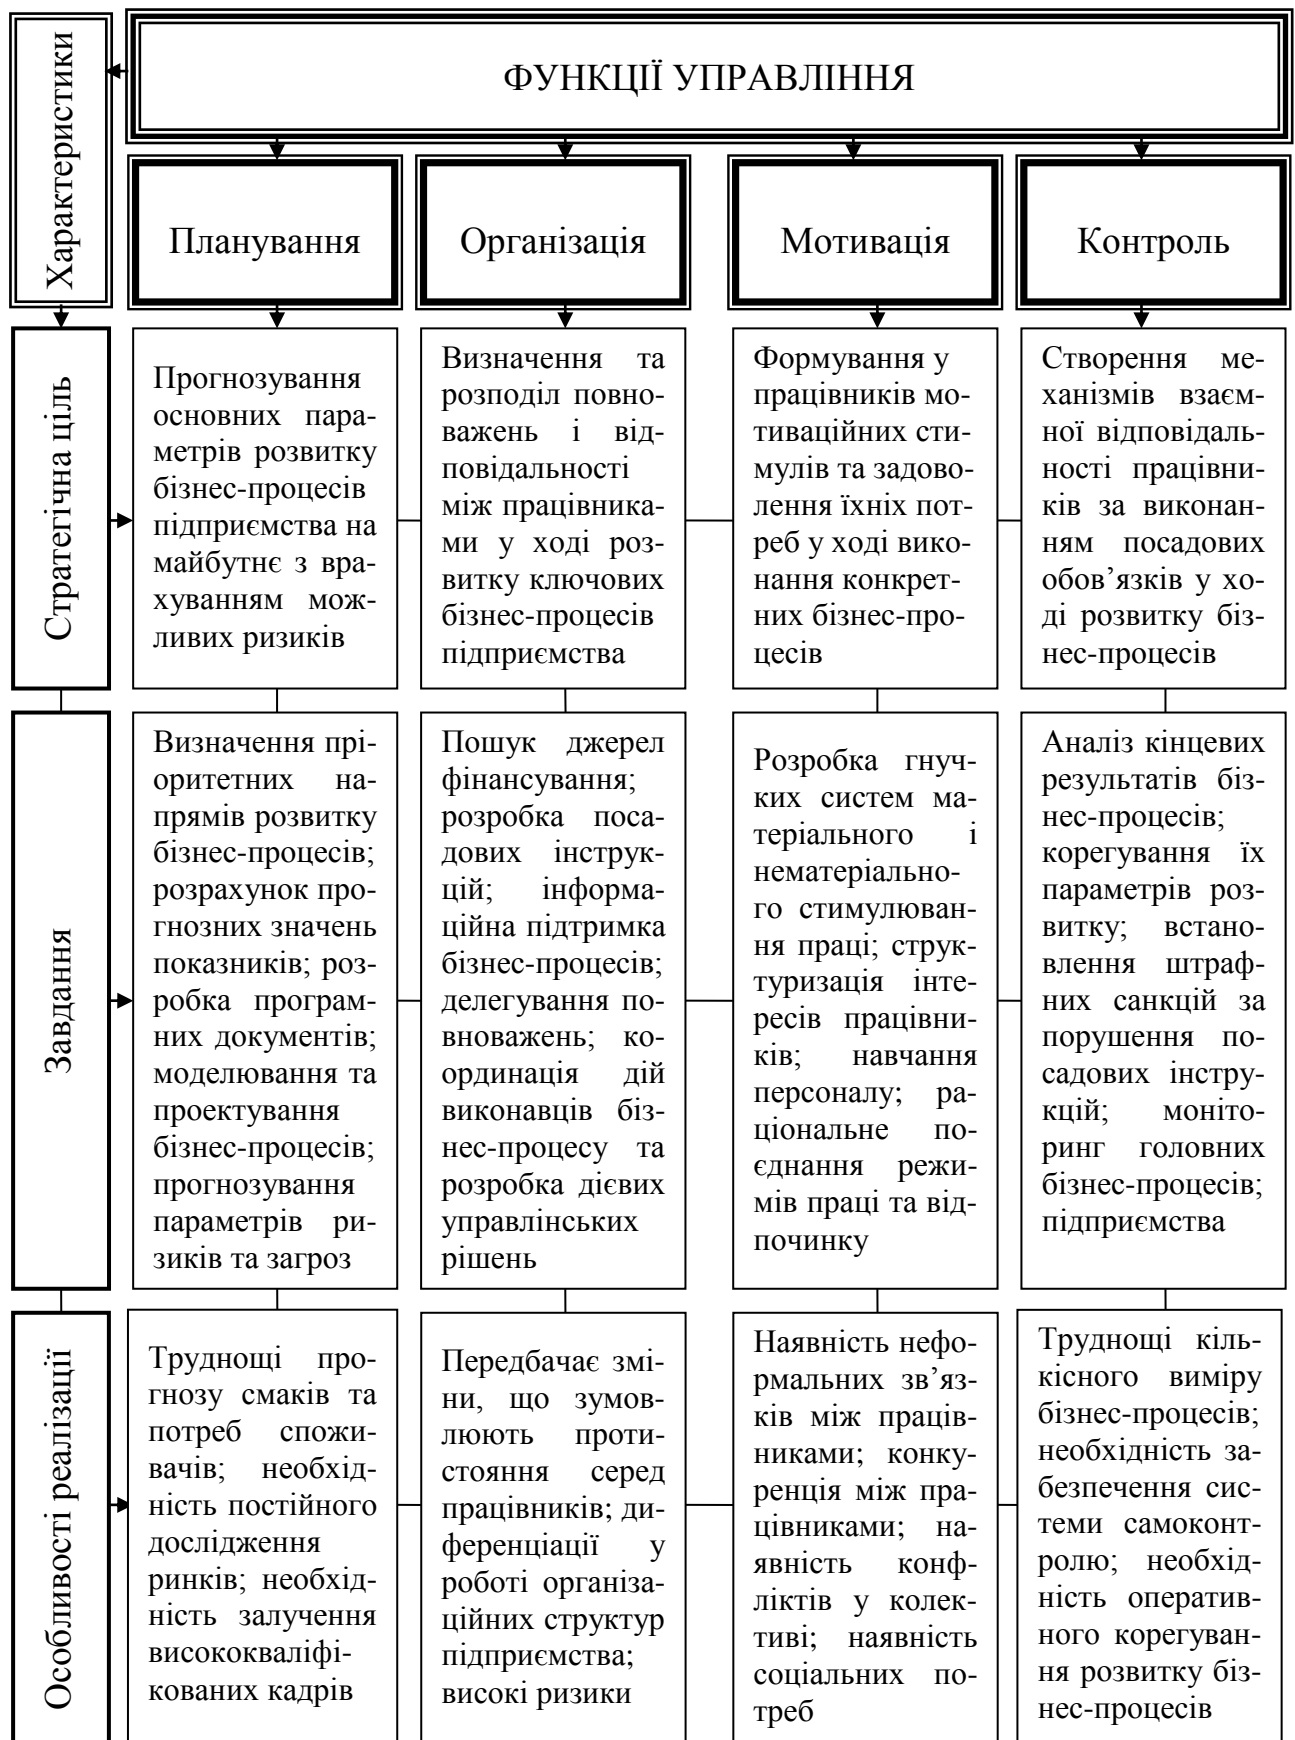 Характеристики
ФУНКЦІЇ УПРАВЛІННЯ
Планування
Організація
Мотивація
Контроль
Стратегічна ціль
Прогнозування
основних пара-
метрів розвитку
бізнес-процесів
підприємства на
майбутнє з вра-
хуванням мож-
ливих ризиків
Визначення та
розподіл повно-
важень і від-
повідальності
між працівника-
ми у ході роз-
витку ключових
бізнес-процесів
підприємства
Формування у
працівників мо-
тиваційних сти-
мулів та задово-
лення їхніх пот-
реб у ході вико-
нання конкрет-
них бізнес-про-
цесів
Створення ме-
ханізмів взаєм-
ної відповідаль-
ності працівни-
ків за виконан-
ням посадових
обов’язків у хо-
ді розвитку біз-
нес-процесів
Завдання
Визначення прі-
оритетних на-
прямів розвитку
бізнес-процесів;
розрахунок про-
гнозних значень
показників; роз-
робка програм-
них документів;
моделювання та
проектування
бізнес-процесів;
прогнозування
параметрів ри-
зиків та загроз
Пошук джерел
фінансування;
розробка поса-
дових інструк-
цій; інформа-
ційна підтримка
бізнес-процесів;
делегування по-
вноважень; ко-
ординація дій
виконавців біз-
нес-процесу та
розробка дієвих
управлінських
рішень
Розробка гнуч-
ких систем ма-
теріального і
нематеріально-
го стимулюван-
ня праці; струк-
туризація інте-
ресів працівни-
ків; навчання
персоналу; ра-
ціональне по-
єднання режи-
мів праці та від-
починку
Аналіз кінцевих
результатів біз-
нес-процесів;
корегування їх
параметрів роз-
витку; встано-
влення штраф-
них санкцій за
порушення по-
садових інстру-
кцій; моніто-
ринг головних
бізнес-процесів;
підприємства
Особливості реалізації
Труднощі про-
гнозу смаків та
потреб спожи-
вачів; необхід-
ність постійного
дослідження
ринків; необхід-
ність залучення
висококваліфі-
кованих кадрів
Передбачає змі-
ни, що зумов-
люють проти-
стояння серед
працівників; ди-
ференціації у
роботі організа-
ційних структур
підприємства;
високі ризики
Наявність нефо-
рмальних зв’яз-
ків між праців-
никами; конку-
ренція між пра-
цівниками; на-
явність конф-
ліктів у колек-
тиві; наявність
соціальних по-
треб
Труднощі кіль-
кісного виміру
бізнес-процесів;
необхідність за-
безпечення сис-
теми самоконт-
ролю; необхід-
ність оператив-
ного корегуван-
ня розвитку біз-
нес-процесів